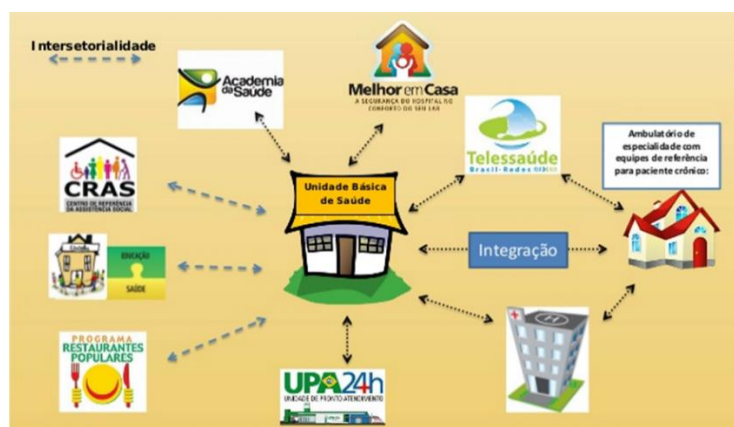 Intersetorialidade
Academia
da Saúde
Melhor em Casa
A SEGURANÇA DO HOSPITAL NO
CONFORTO DO SEU LAR
Telessaúde
Brasil-Redes
Ambulatório de
especialidade com
equipes de referência
para paciente crônico:
CRAS
CENTRO DE REFERÊNCIA
DA ASSISTÊNCIA SOCIAL
Unidade Básica
de Saúde
Integração
EDUCAÇÃO
SAÚDE
H
PROGRAMA
RESTAURANTES
POPULARES
UPA24h
UNIDADE DE PRONTO ATENDIMENTO